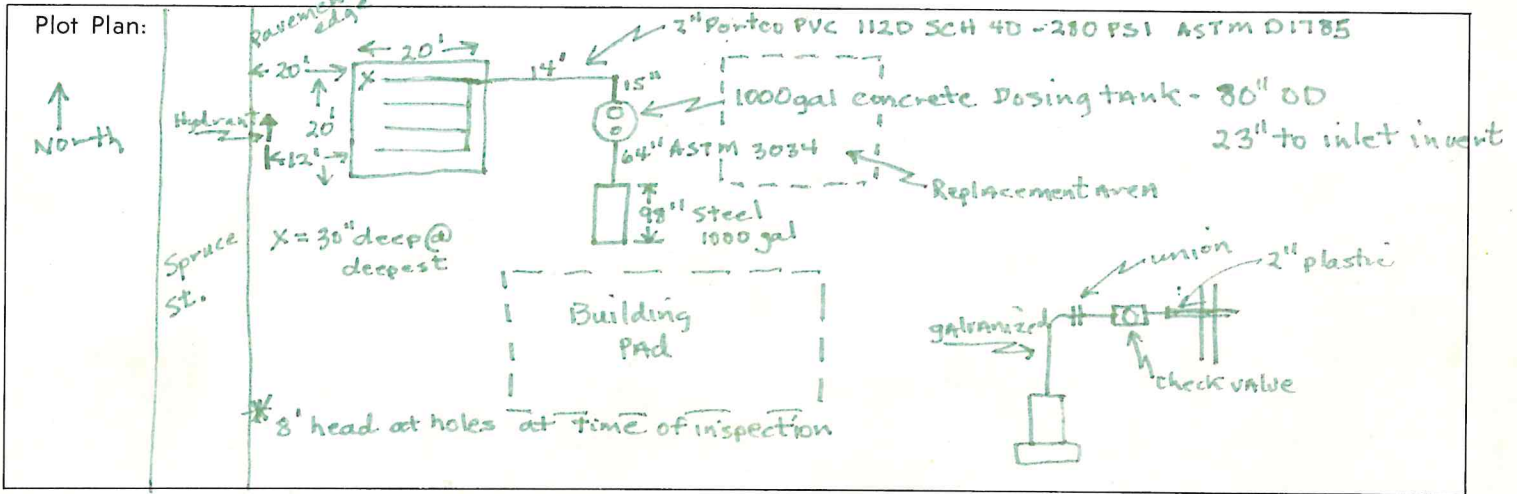 Plot Plan:
pavement
edge
2" Portco PVC 1120 SCH 40 - 280 PSI ASTM D1785
20'
20'
14'
X
15"
1000 gal concrete Dosing tank - 80" OD
23" to inlet invert
North
Hydrant
20'
12'
64" ASTM 3034
Replacement Area
98" Steel
1000 gal
X = 30" deep @
deepest
Spruce
St.
union
2" plastic
Building
Pad
galvanized
check valve
* 8' head at holes at time of inspection